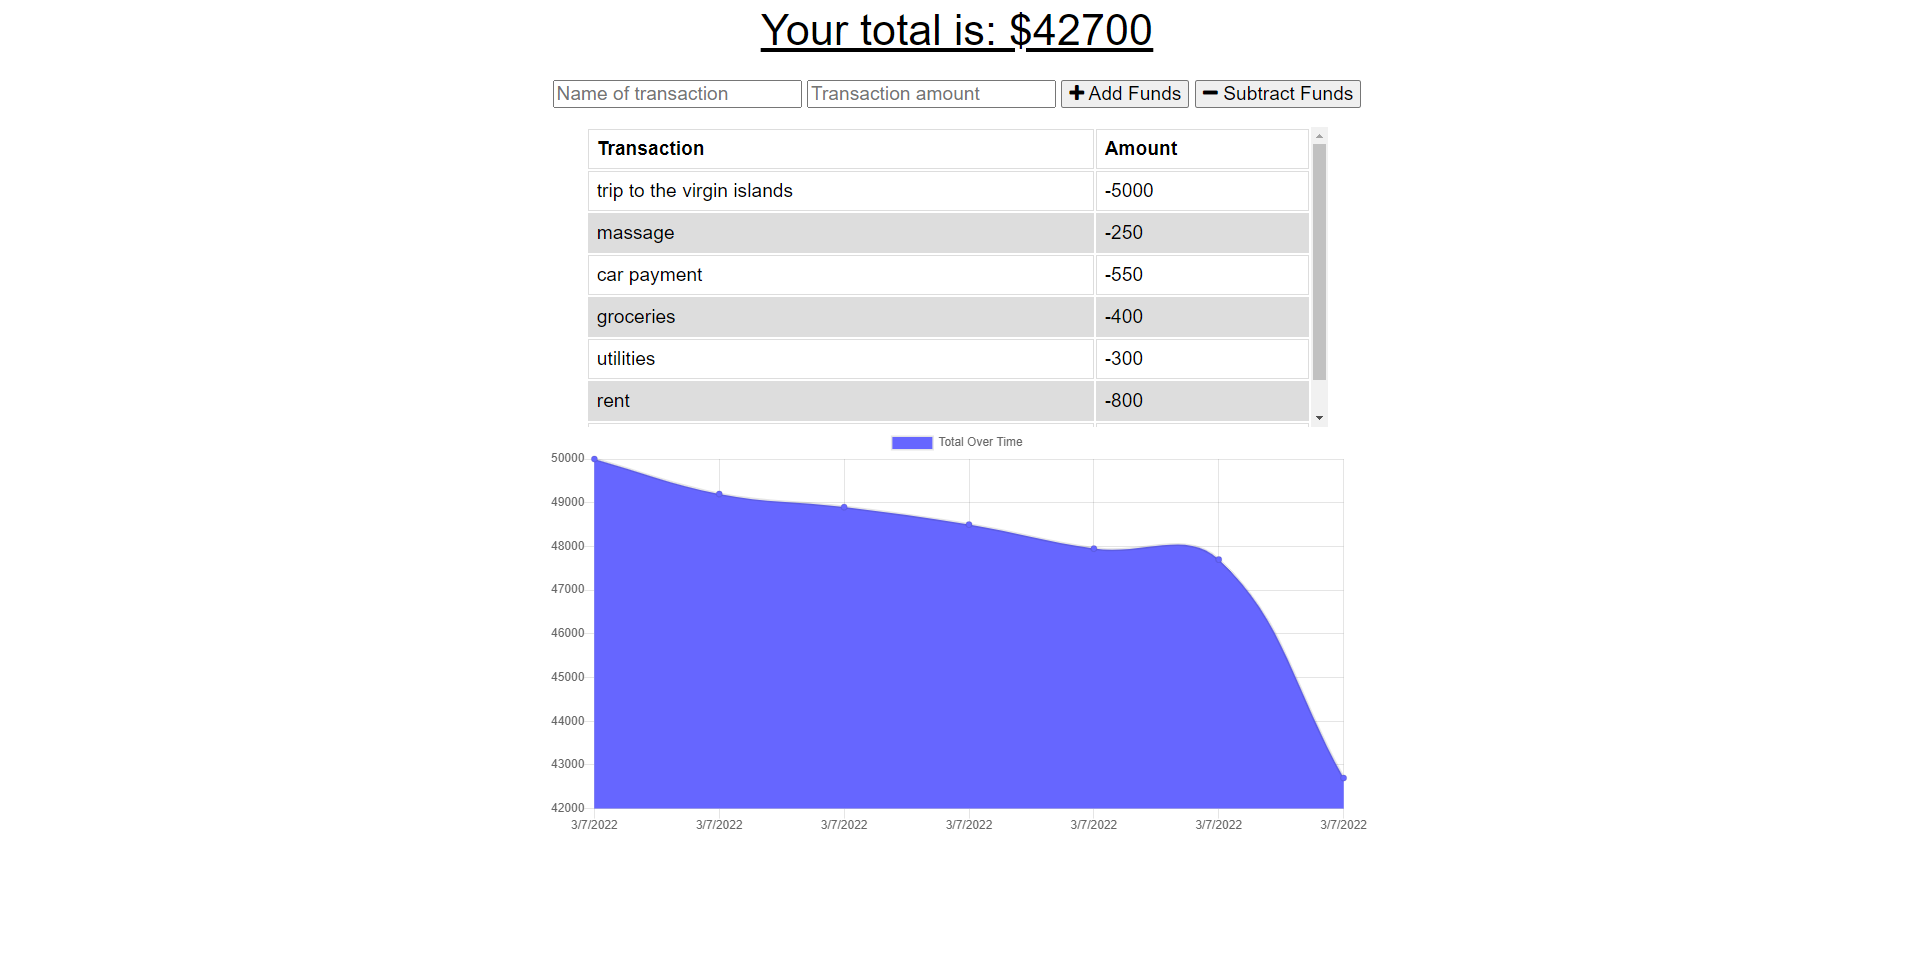 Your total is: $42700
Name of transaction Transaction amount Add Funds Subtract Funds
Transaction Amount
trip to the virgin islands -5000
massage -250
car payment -550
groceries -400
utilities -300
rent -800
Total Over Time
50000
49000
48000
47000
46000
45000
44000
43000
42000
3/7/2022 3/7/2022 3/7/2022 3/7/2022 3/7/2022 3/7/2022 3/7/2022